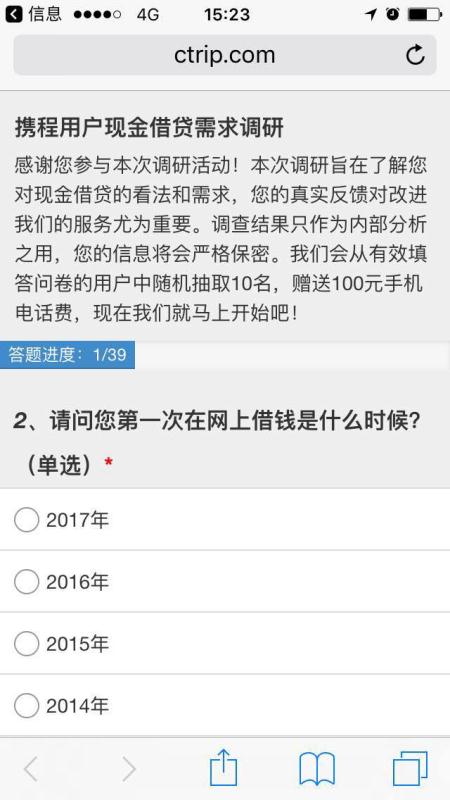 信息 4G 15:23
ctrip.com
携程用户现金借贷需求调研
感谢您参与本次调研活动！本次调研旨在了解您
对现金借贷的看法和需求，您的真实反馈对改进
我们的服务尤为重要。调查结果只作为内部分析
之用，您的信息将会严格保密。我们会从有效填
答问卷的用户中随机抽取10名，赠送100元手机
电话费，现在我们就马上开始吧！
答题进度：1/39
2、请问您第一次在网上借钱是什么时候?
（单选）*
2017年
2016年
2015年
2014年